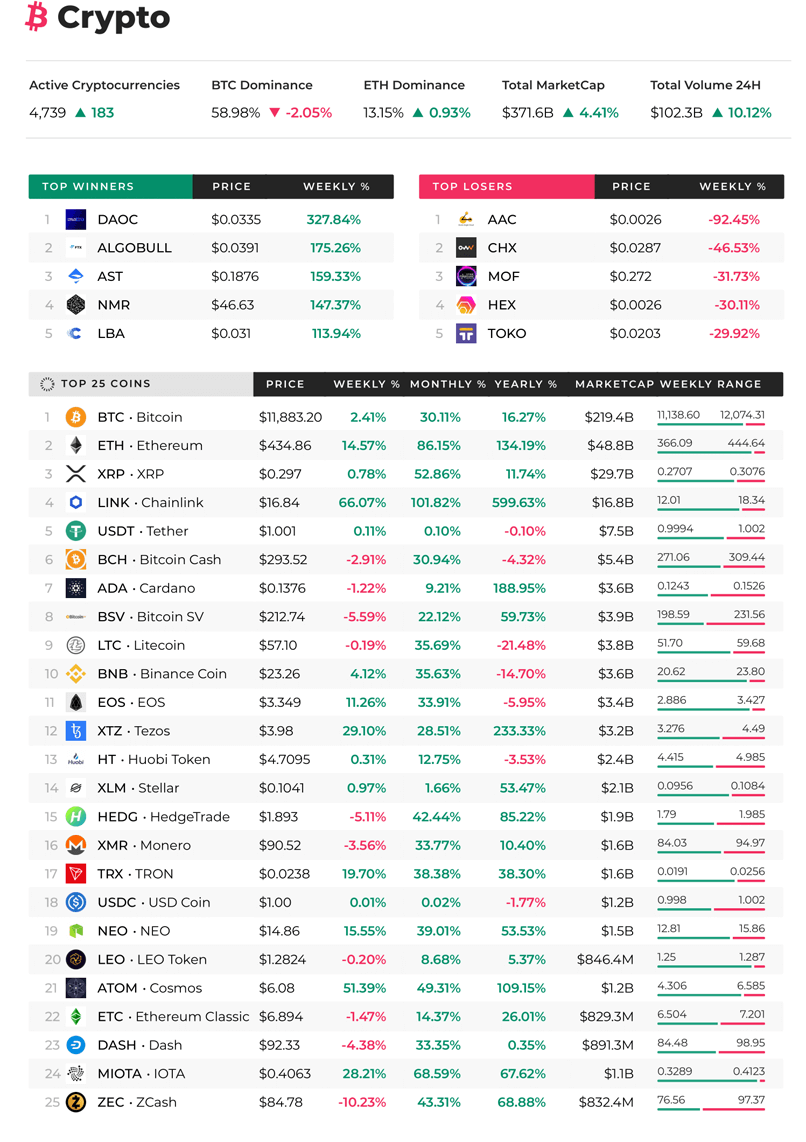 Crypto
Active Cryptocurrencies BTC Dominance ETH Dominance Total MarketCap Total Volume 24H
4,739 ▲ 183 58.98% ▼ -2.05% 13.15% ▲ 0.93% $371.6B ▲ 4.41% $102.3B ▲ 10.12%
TOP WINNERS PRICE WEEKLY %
1 DAOC $0.0335 327.84%
2 ALGOBULL $0.0391 175.26%
3 AST $0.1876 159.33%
4 NMR $46.63 147.37%
5 LBA $0.031 113.94%
TOP LOSERS PRICE WEEKLY %
1 AAC $0.0026 -92.45%
2 CHX $0.0287 -46.53%
3 MOF $0.272 -31.73%
4 HEX $0.0026 -30.11%
5 TOKO $0.0203 -29.92%
TOP 25 COINS PRICE WEEKLY % MONTHLY % YEARLY % MARKETCAP WEEKLY RANGE
1 BTC · Bitcoin $11,883.20 2.41% 30.11% 16.27% $219.4B 11,138.60 12,074.31
2 ETH · Ethereum $434.86 14.57% 86.15% 134.19% $48.8B 366.09 444.64
3 XRP · XRP $0.297 0.78% 52.86% 11.74% $29.7B 0.2707 0.3076
4 LINK · Chainlink $16.84 66.07% 101.82% 599.63% $16.8B 12.01 18.34
5 USDT · Tether $1.001 0.11% 0.10% -0.10% $7.5B 0.9994 1.002
6 BCH · Bitcoin Cash $293.52 -2.91% 30.94% -4.32% $5.4B 271.06 309.44
7 ADA · Cardano $0.1376 -1.22% 9.21% 188.95% $3.6B 0.1243 0.1526
8 BSV · Bitcoin SV $212.74 -5.59% 22.12% 59.73% $3.9B 198.59 231.56
9 LTC · Litecoin $57.10 -0.19% 35.69% -21.48% $3.8B 51.70 59.68
10 BNB · Binance Coin $23.26 4.12% 35.63% -14.70% $3.6B 20.62 23.80
11 EOS · EOS $3.349 11.26% 33.91% -5.95% $3.4B 2.886 3.427
12 XTZ · Tezos $3.98 29.10% 28.51% 233.33% $3.2B 3.276 4.49
13 Huobi HT · Huobi Token $4.7095 0.31% 12.75% -3.53% $2.4B 4.415 4.985
14 XLM · Stellar $0.1041 0.97% 1.66% 53.47% $2.1B 0.0956 0.1084
15 HEDG · HedgeTrade $1.893 -5.11% 42.44% 85.22% $1.9B 1.79 1.985
16 XMR · Monero $90.52 -3.56% 33.77% 10.40% $1.6B 84.03 94.97
17 TRX · TRON $0.0238 19.70% 38.38% 38.30% $1.6B 0.0191 0.0256
18 USDC · USD Coin $1.00 0.01% 0.02% -1.77% $1.2B 0.998 1.002
19 NEO · NEO $14.86 15.55% 39.01% 53.53% $1.5B 12.81 15.86
20 LEO · LEO Token $1.2824 -0.20% 8.68% 5.37% $846.4M 1.25 1.287
21 ATOM · Cosmos $6.08 51.39% 49.31% 109.15% $1.2B 4.306 6.585
22 ETC · Ethereum Classic $6.894 -1.47% 14.37% 26.01% $829.3M 6.504 7.201
23 DASH · Dash $92.33 -4.38% 33.35% 0.35% $891.3M 84.48 98.95
24 MIOTA · IOTA $0.4063 28.21% 68.59% 67.62% $1.1B 0.3289 0.4123
25 ZEC · ZCash $84.78 -10.23% 43.31% 68.88% $832.4M 76.56 97.37